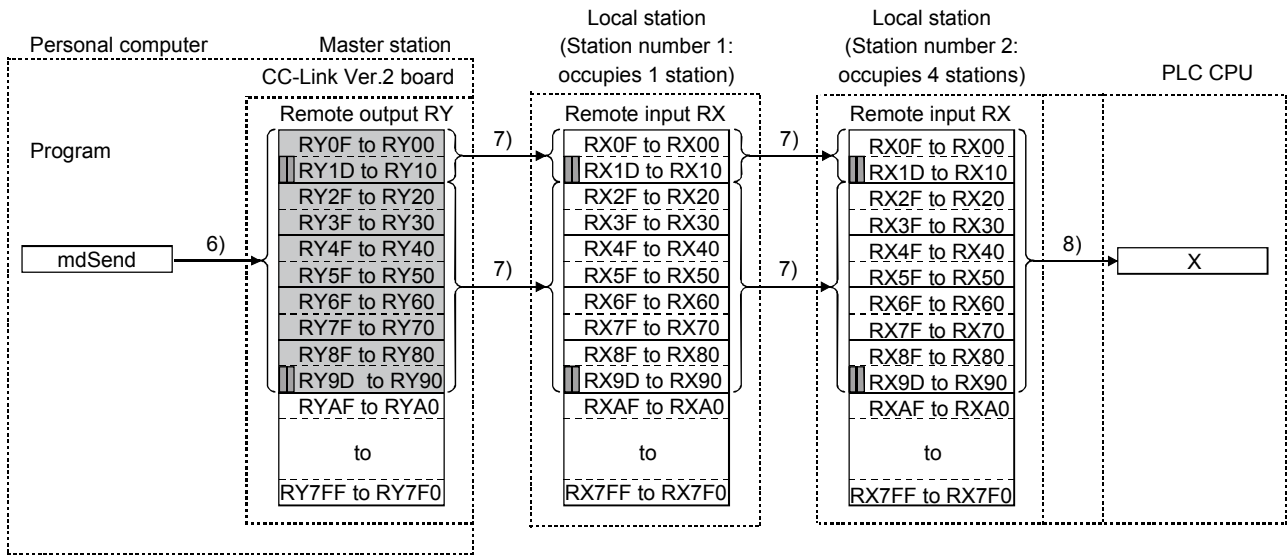 Personal computer
Master station
Local station
(Station number 1:
occupies 1 station)
Local station
(Station number 2:
occupies 4 stations)
PLC CPU
CC-Link Ver.2 board
Program
mdSend
6)
Remote output RY
RY0F to RY00
RY1D to RY10
RY2F to RY20
RY3F to RY30
RY4F to RY40
RY5F to RY50
RY6F to RY60
RY7F to RY70
RY8F to RY80
RY9D to RY90
RYAF to RYA0
to
RY7FF to RY7F0
7)
7)
Remote input RX
RX0F to RX00
RX1D to RX10
RX2F to RX20
RX3F to RX30
RX4F to RX40
RX5F to RX50
RX6F to RX60
RX7F to RX70
RX8F to RX80
RX9D to RX90
RXAF to RXA0
to
RX7FF to RX7F0
7)
7)
Remote input RX
RX0F to RX00
RX1D to RX10
RX2F to RX20
RX3F to RX30
RX4F to RX40
RX5F to RX50
RX6F to RX60
RX7F to RX70
RX8F to RX80
RX9D to RX90
RXAF to RXA0
to
RX7FF to RX7F0
8)
X